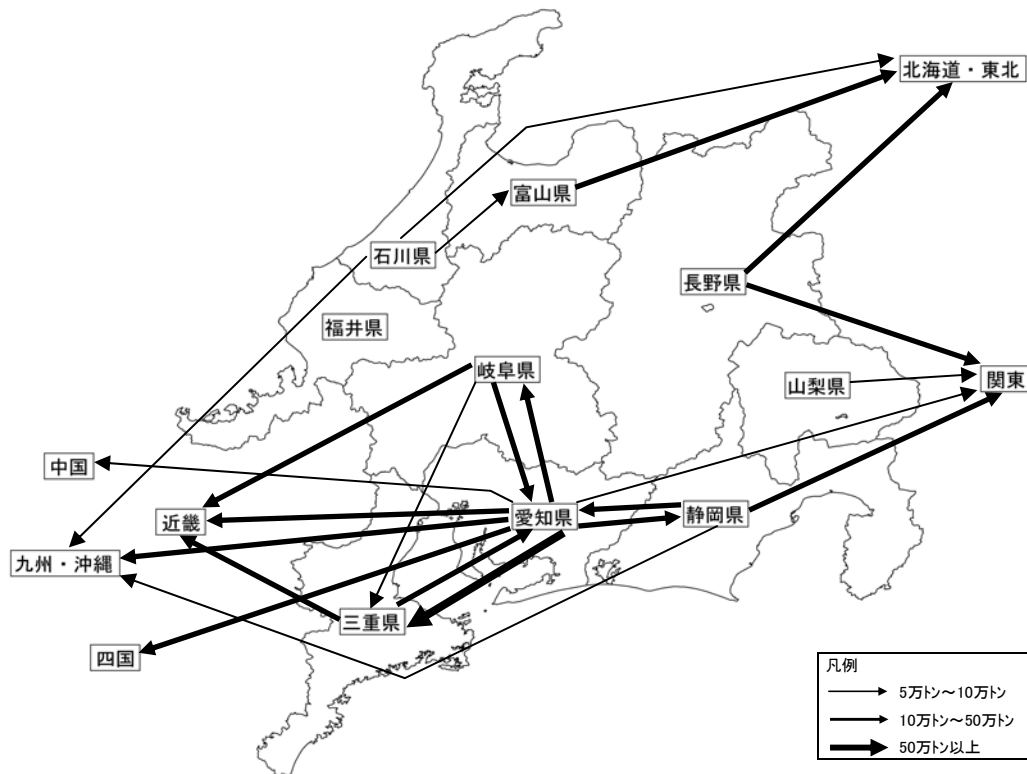 北海道・東北
富山県
石川県
長野県
福井県
岐阜県
山梨県
関東
中国
近畿
愛知県
静岡県
九州・沖縄
三重県
四国
凡例
5万トン～10万トン
10万トン～50万トン
50万トン以上